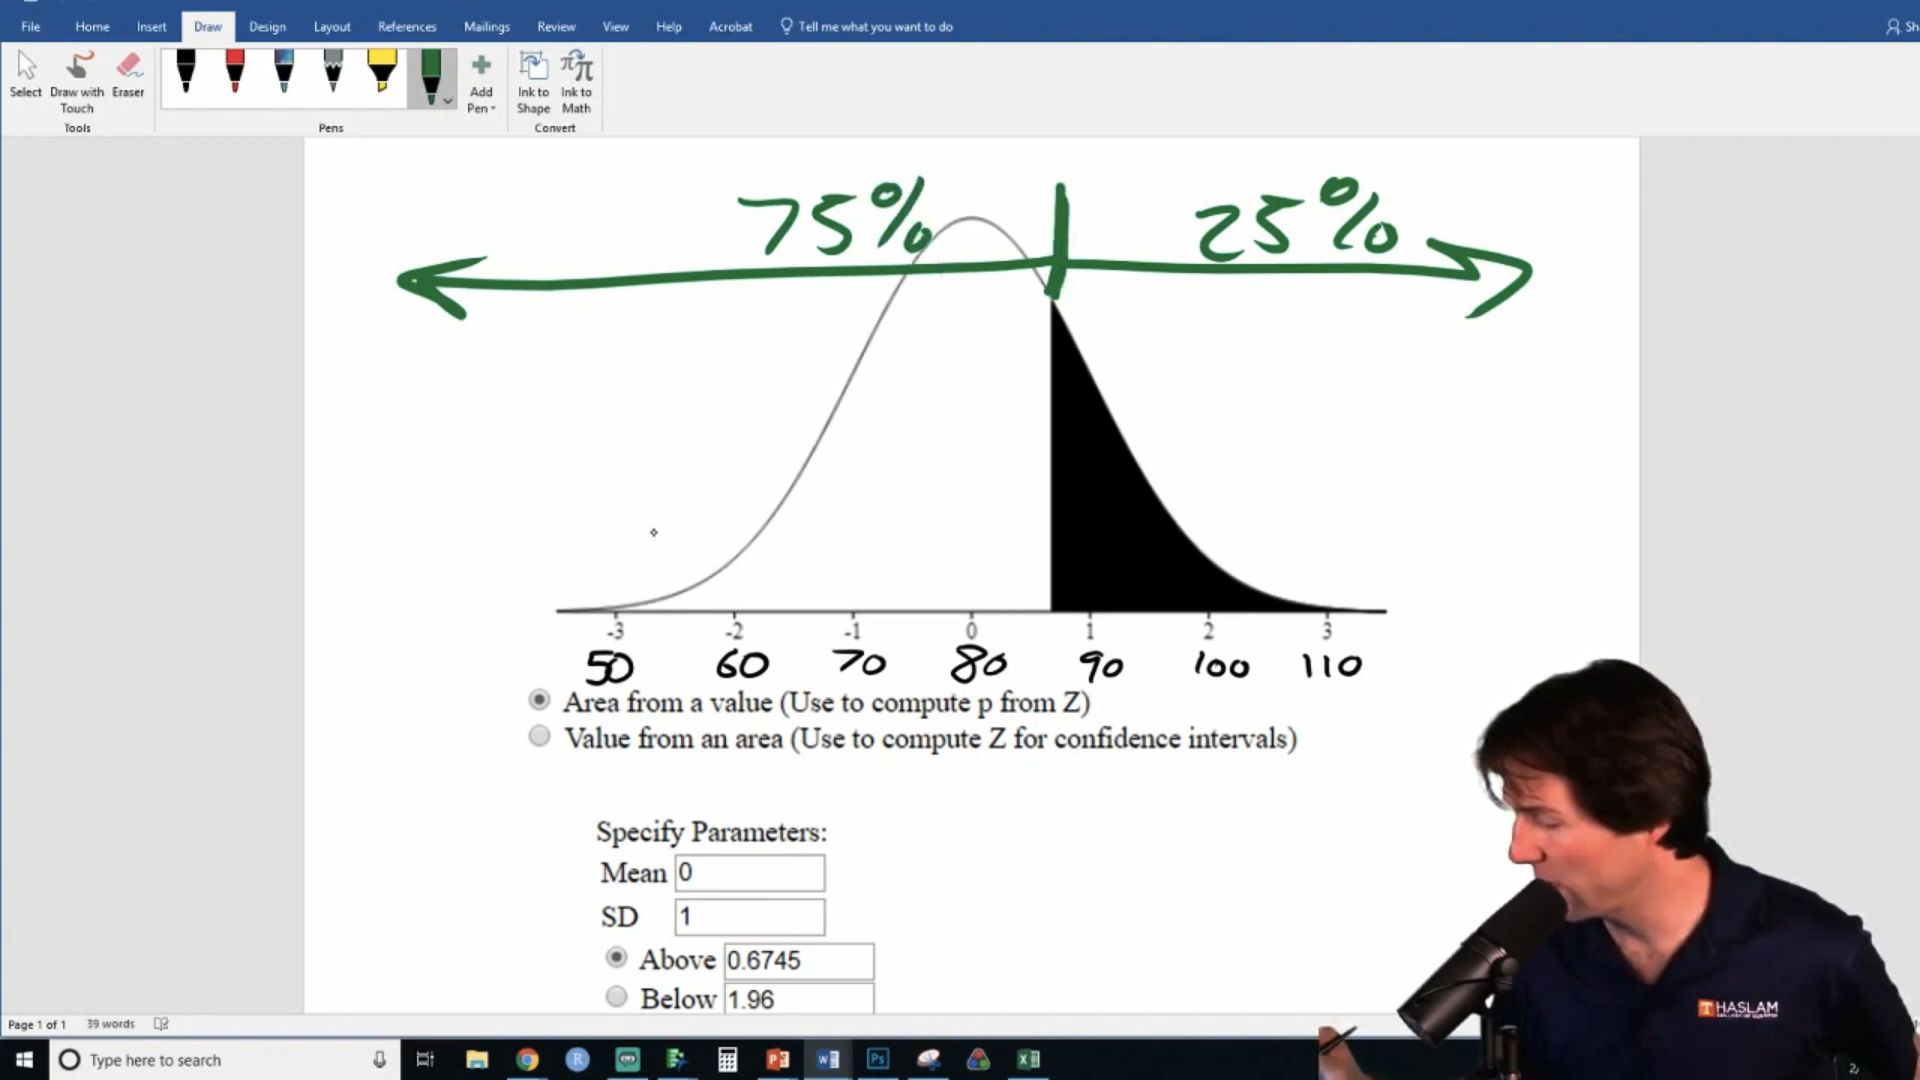 File Home Insert Draw Design Layout References Mailings Review View Help Acrobat Tell me what you want to do Sh
Select Draw with Touch Eraser Add Pen Ink to Shape Ink to Math
Tools Pens Convert
75% 25%
-3 -2 -1 0 1 2 3
50 60 70 80 90 100 110
Area from a value (Use to compute p from Z)
Value from an area (Use to compute Z for confidence intervals)
Specify Parameters:
Mean 0
SD 1
Above 0.6745
Below 1.96
T HASLAM
Page 1 of 1 39 words
Type here to search